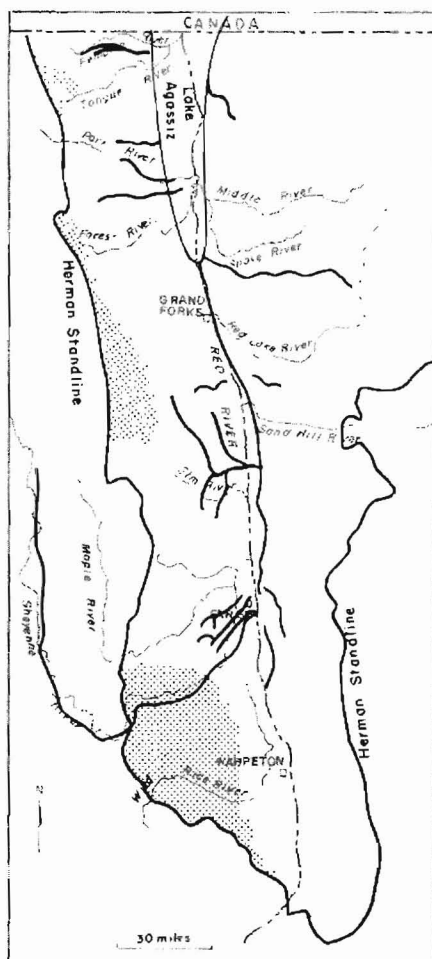 CANADA
River
Tongue River
Lake
Agassiz
Park River
Middle River
Forest River
Snake River
Herman Standline
GRAND
FORKS
Red Lake River
RED
RIVER
Sand Hill River
Elm River
Maple River
Sheyenne
River
Herman Standline
WAHPETON
Rice River
30 miles